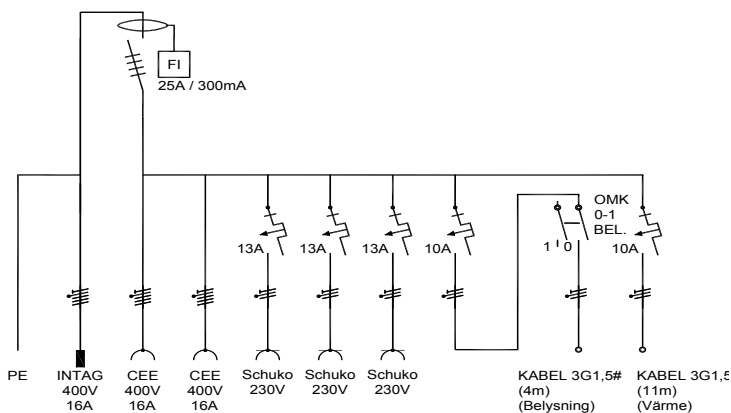 FI
25A / 300mA
OMK
0-1
BEL.
13A
13A
13A
10A
1 0
10A
PE
INTAG
400V
16A
CEE
400V
16A
CEE
400V
16A
Schuko
230V
Schuko
230V
Schuko
230V
KABEL 3G1,5#
(4m)
(Belysning)
KABEL 3G1,5
(11m)
(Värme)